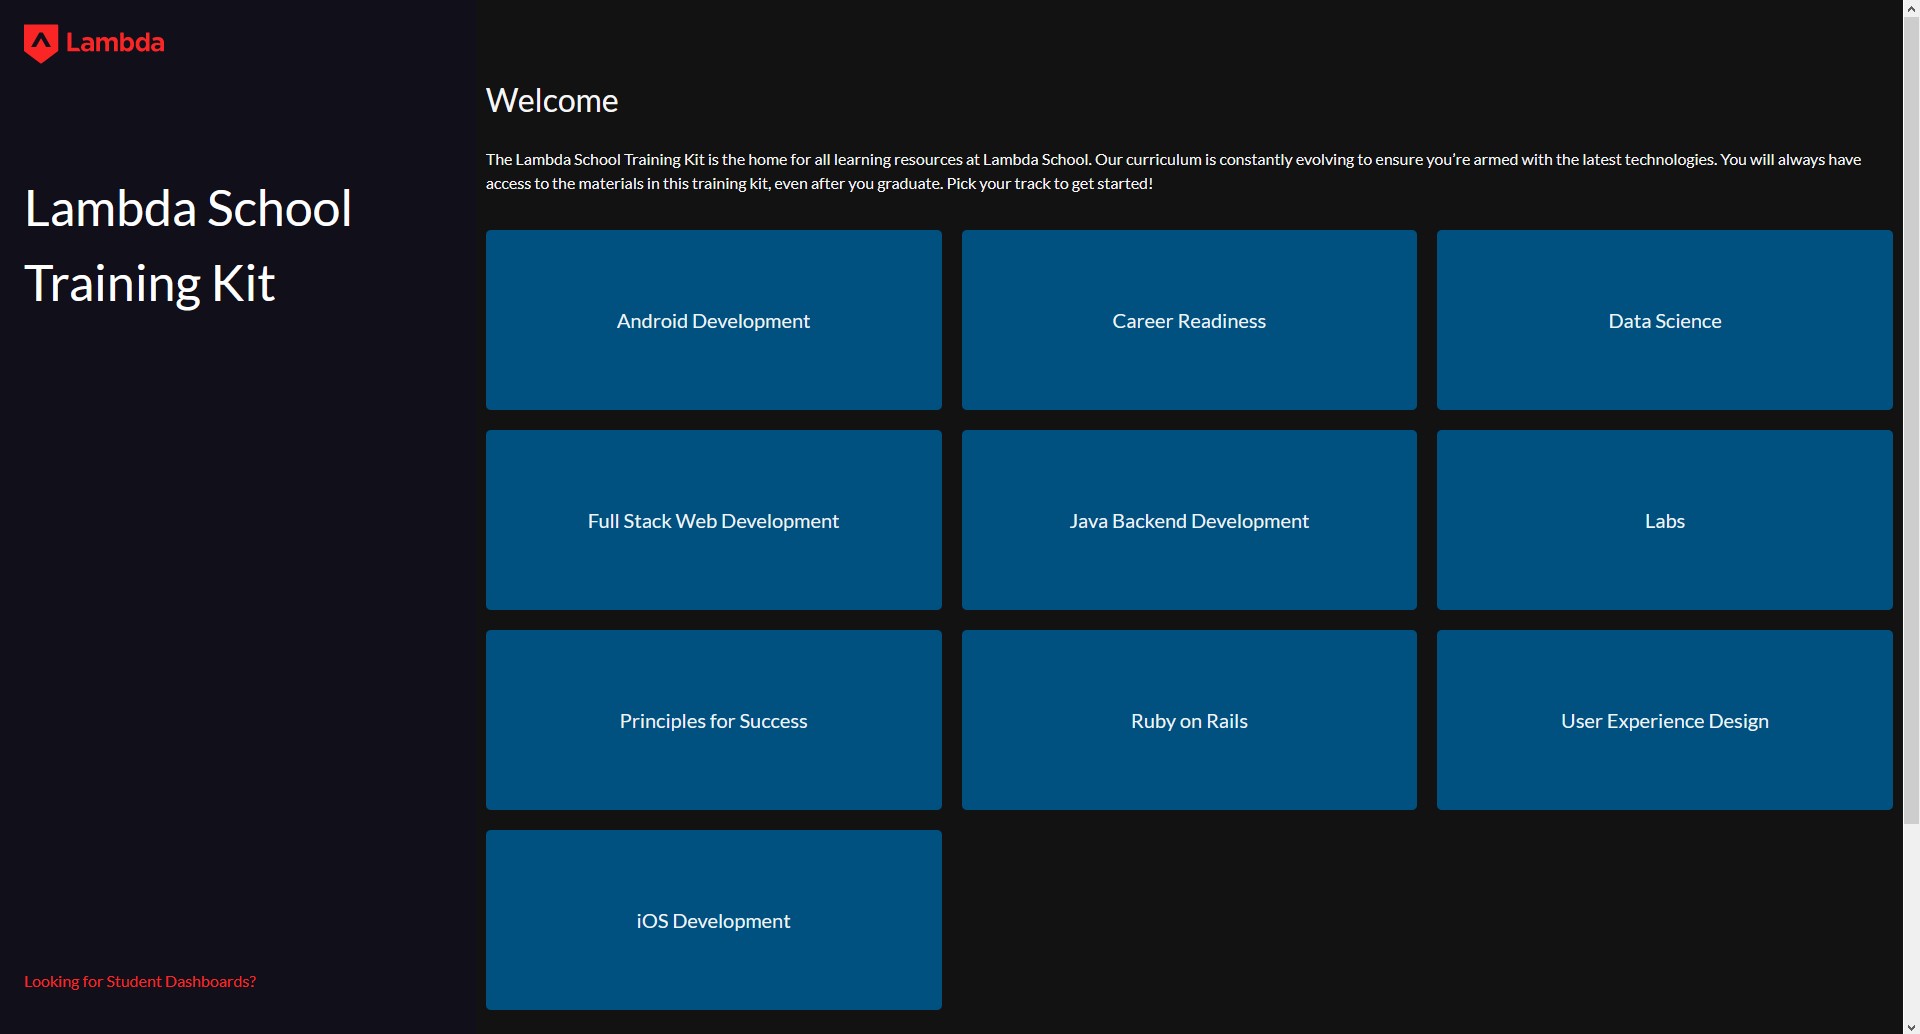 Lambda
Lambda School
Training Kit
Looking for Student Dashboards?
Welcome
The Lambda School Training Kit is the home for all learning resources at Lambda School. Our curriculum is constantly evolving to ensure you’re armed with the latest technologies. You will always have
access to the materials in this training kit, even after you graduate. Pick your track to get started!
Android Development
Career Readiness
Data Science
Full Stack Web Development
Java Backend Development
Labs
Principles for Success
Ruby on Rails
User Experience Design
iOS Development